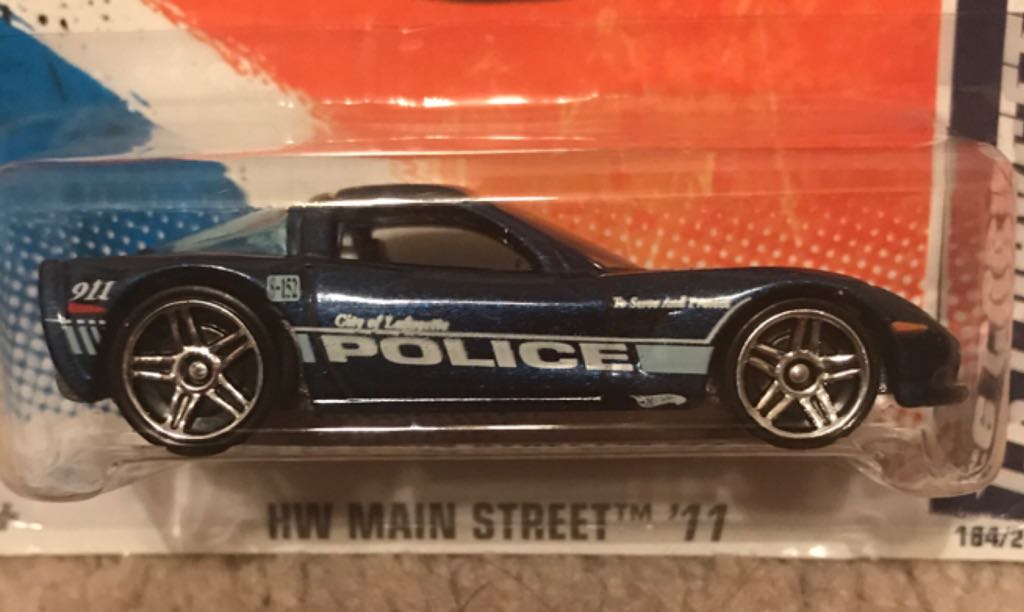 911
S-152
City of Lafayette
To Serve And Protect
POLICE
HW MAIN STREET™ '11
164/2